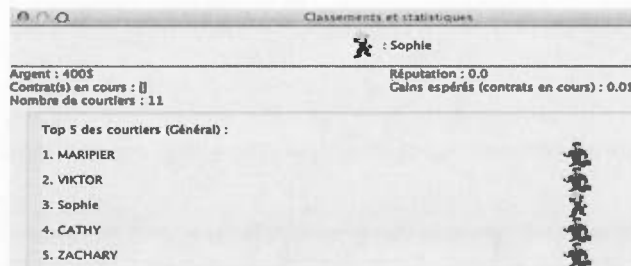 Classements et statistiques
: Sophie
Argent : 400$
Contrat(s) en cours : []
Nombre de courtiers : 11
Réputation : 0.0
Gains espérés (contrats en cours) : 0.0$
Top 5 des courtiers (Général) :
1. MARIPIER
2. VIKTOR
3. Sophie
4. CATHY
5. ZACHARY